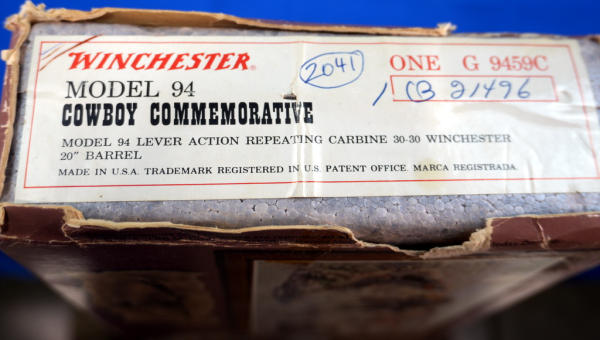 WINCHESTER® 2041 ONE G 9459C
MODEL 94 / CB 21496
COWBOY COMMEMORATIVE
MODEL 94 LEVER ACTION REPEATING CARBINE 30-30 WINCHESTER
20" BARREL
MADE IN U.S.A. TRADEMARK REGISTERED IN U.S. PATENT OFFICE. MARCA REGISTRADA.